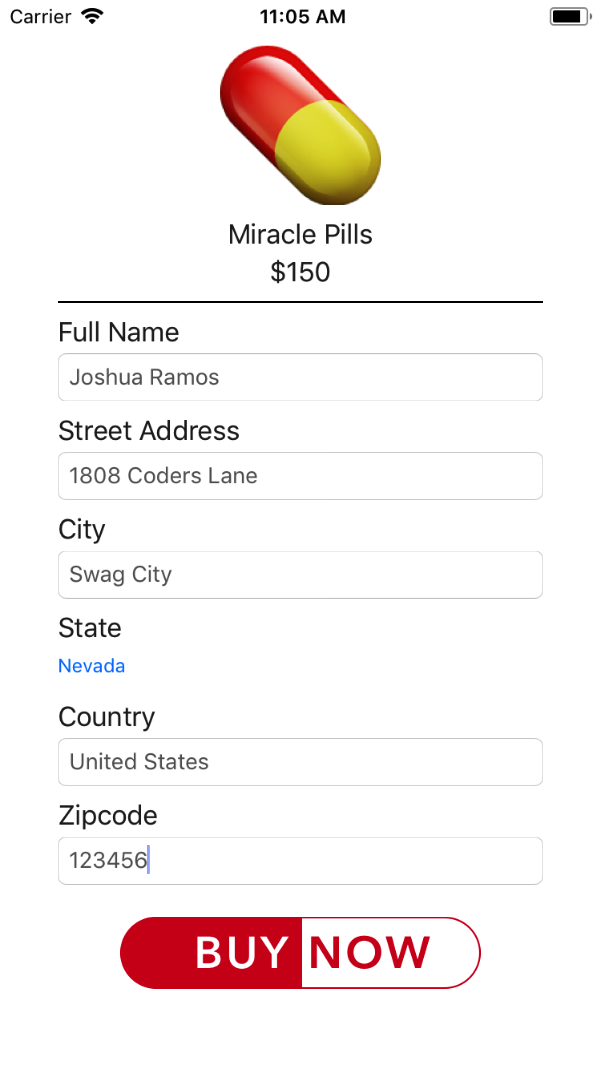 Carrier 11:05 AM
Miracle Pills
$150
Full Name
Joshua Ramos
Street Address
1808 Coders Lane
City
Swag City
State
Nevada
Country
United States
Zipcode
123456
BUY NOW